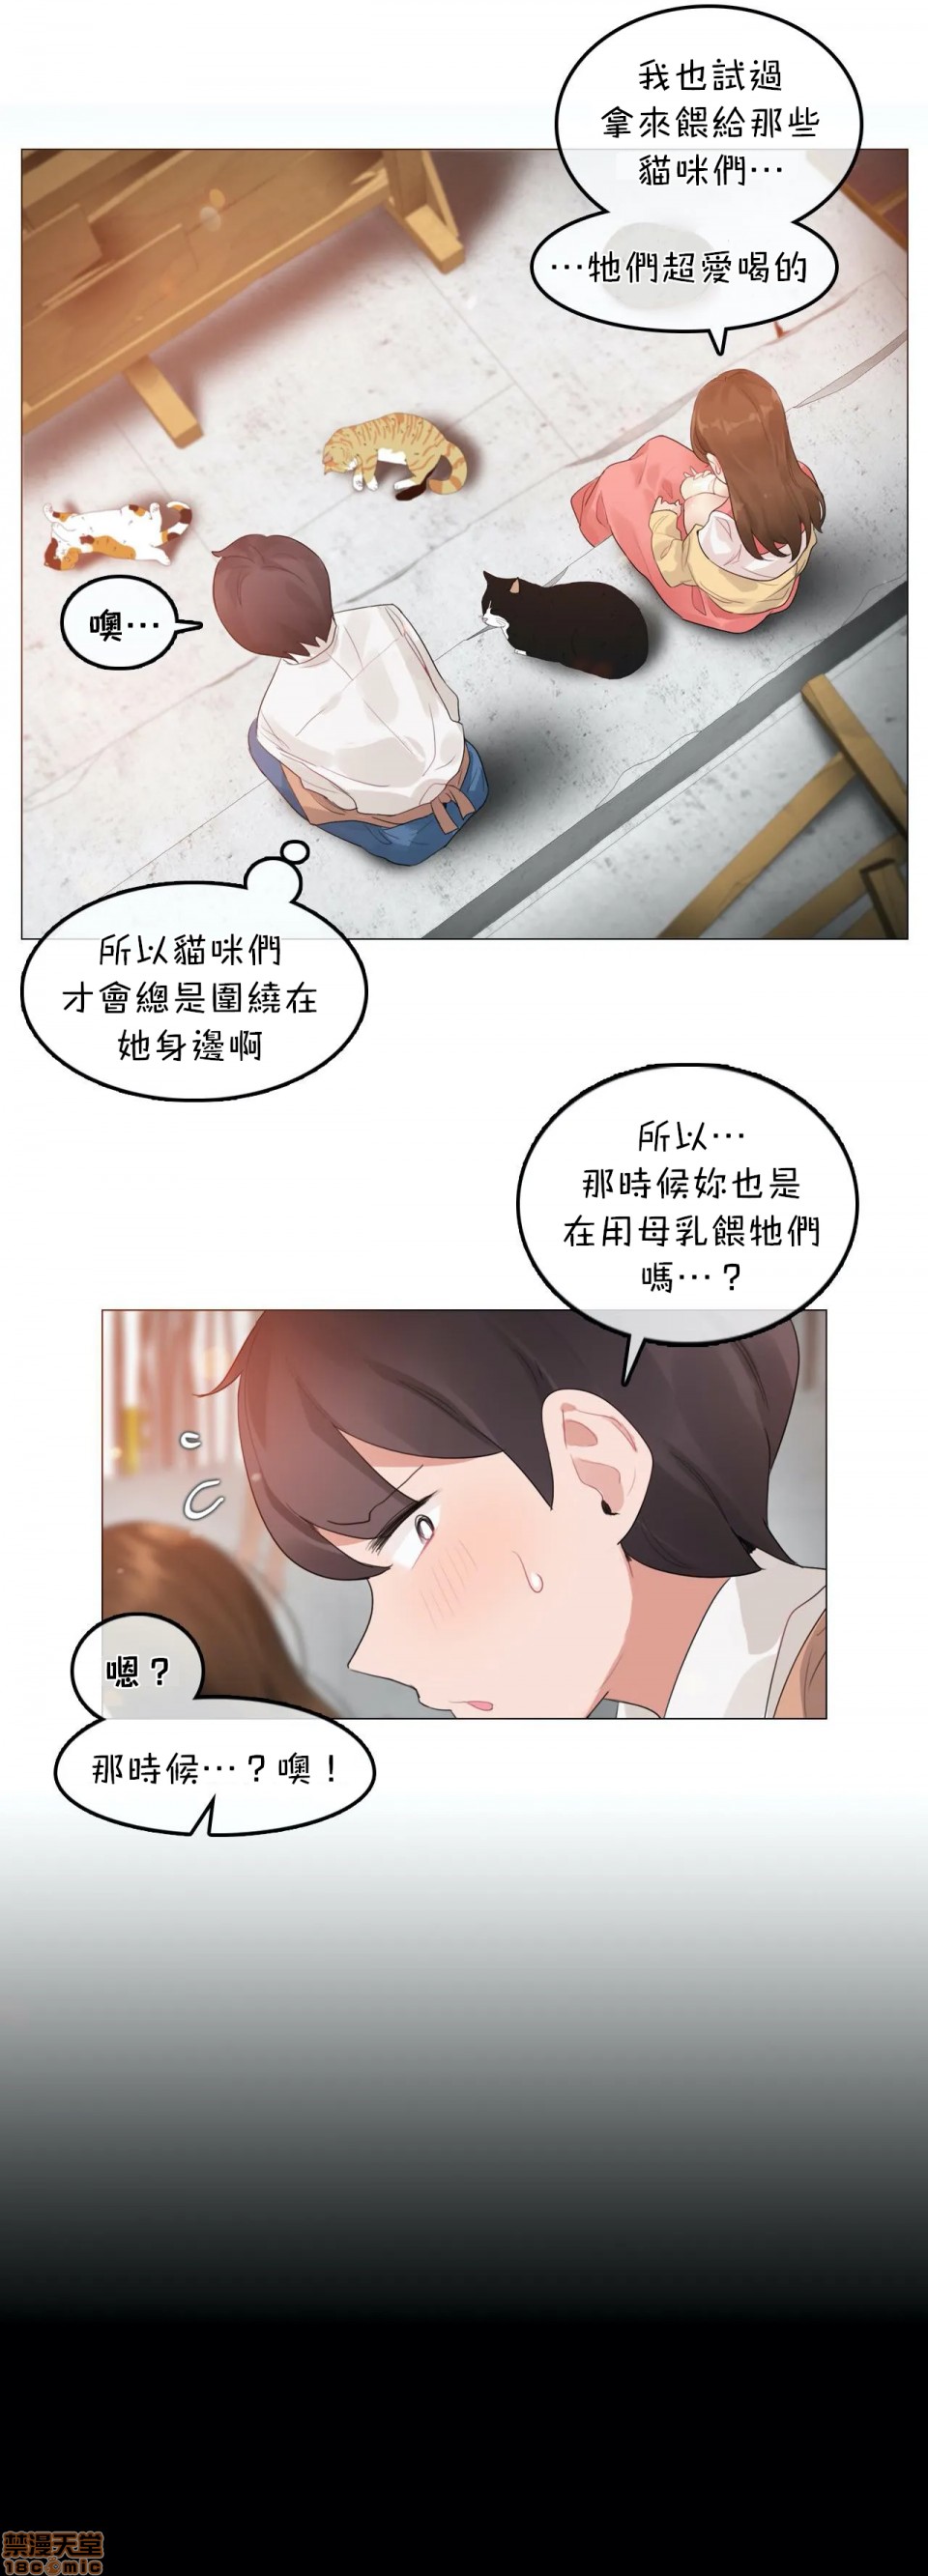 我也試過
拿來餵給那些
貓咪們…
…牠們超愛喝的
噢…
所以貓咪們
才會總是圍繞在
她身邊啊
所以…
那時候妳也是
在用母乳餵牠們
嗎…？
嗯？
那時候…？噢！
禁漫天堂
18comic